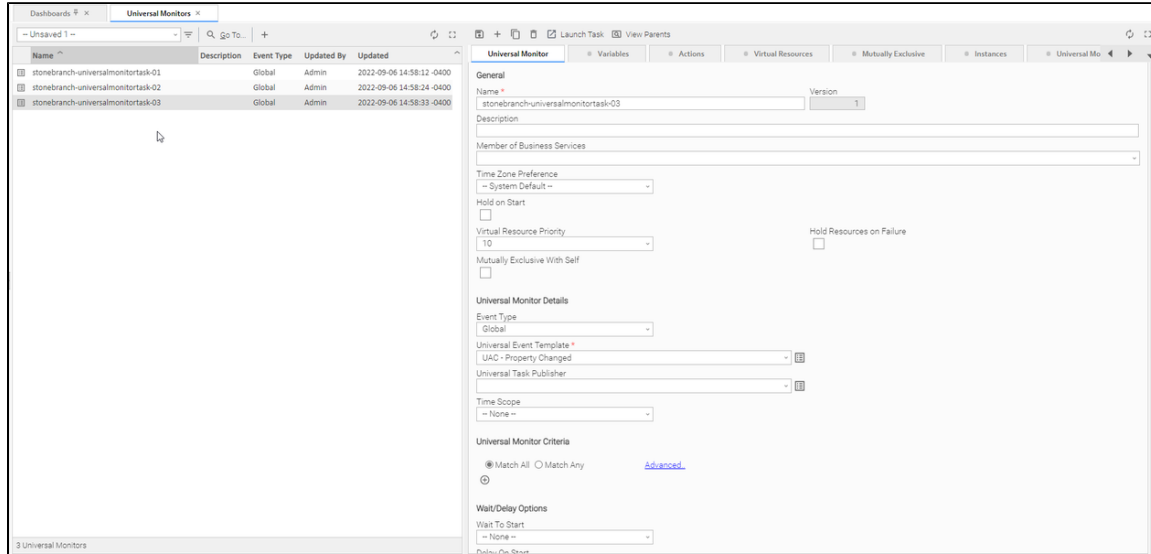 Dashboards
Universal Monitors
-- Unsaved 1 --
Go To...
Name Description Event Type Updated By Updated
stonebranch-universalmonitortask-01 Global Admin 2022-09-06 14:58:12 -0400
stonebranch-universalmonitortask-02 Global Admin 2022-09-06 14:58:24 -0400
stonebranch-universalmonitortask-03 Global Admin 2022-09-06 14:58:33 -0400
3 Universal Monitors
Launch Task View Parents
Universal Monitor Variables Actions Virtual Resources Mutually Exclusive Instances Universal Mo
General
Name * Version
stonebranch-universalmonitortask-03 1
Description
Member of Business Services
Time Zone Preference
-- System Default --
Hold on Start
Virtual Resource Priority Hold Resources on Failure
10
Mutually Exclusive With Self
Universal Monitor Details
Event Type
Global
Universal Event Template *
UAC - Property Changed
Universal Task Publisher
Time Scope
-- None --
Universal Monitor Criteria
Match All Match Any Advanced..
Wait/Delay Options
Wait To Start
-- None --
Delay On Start